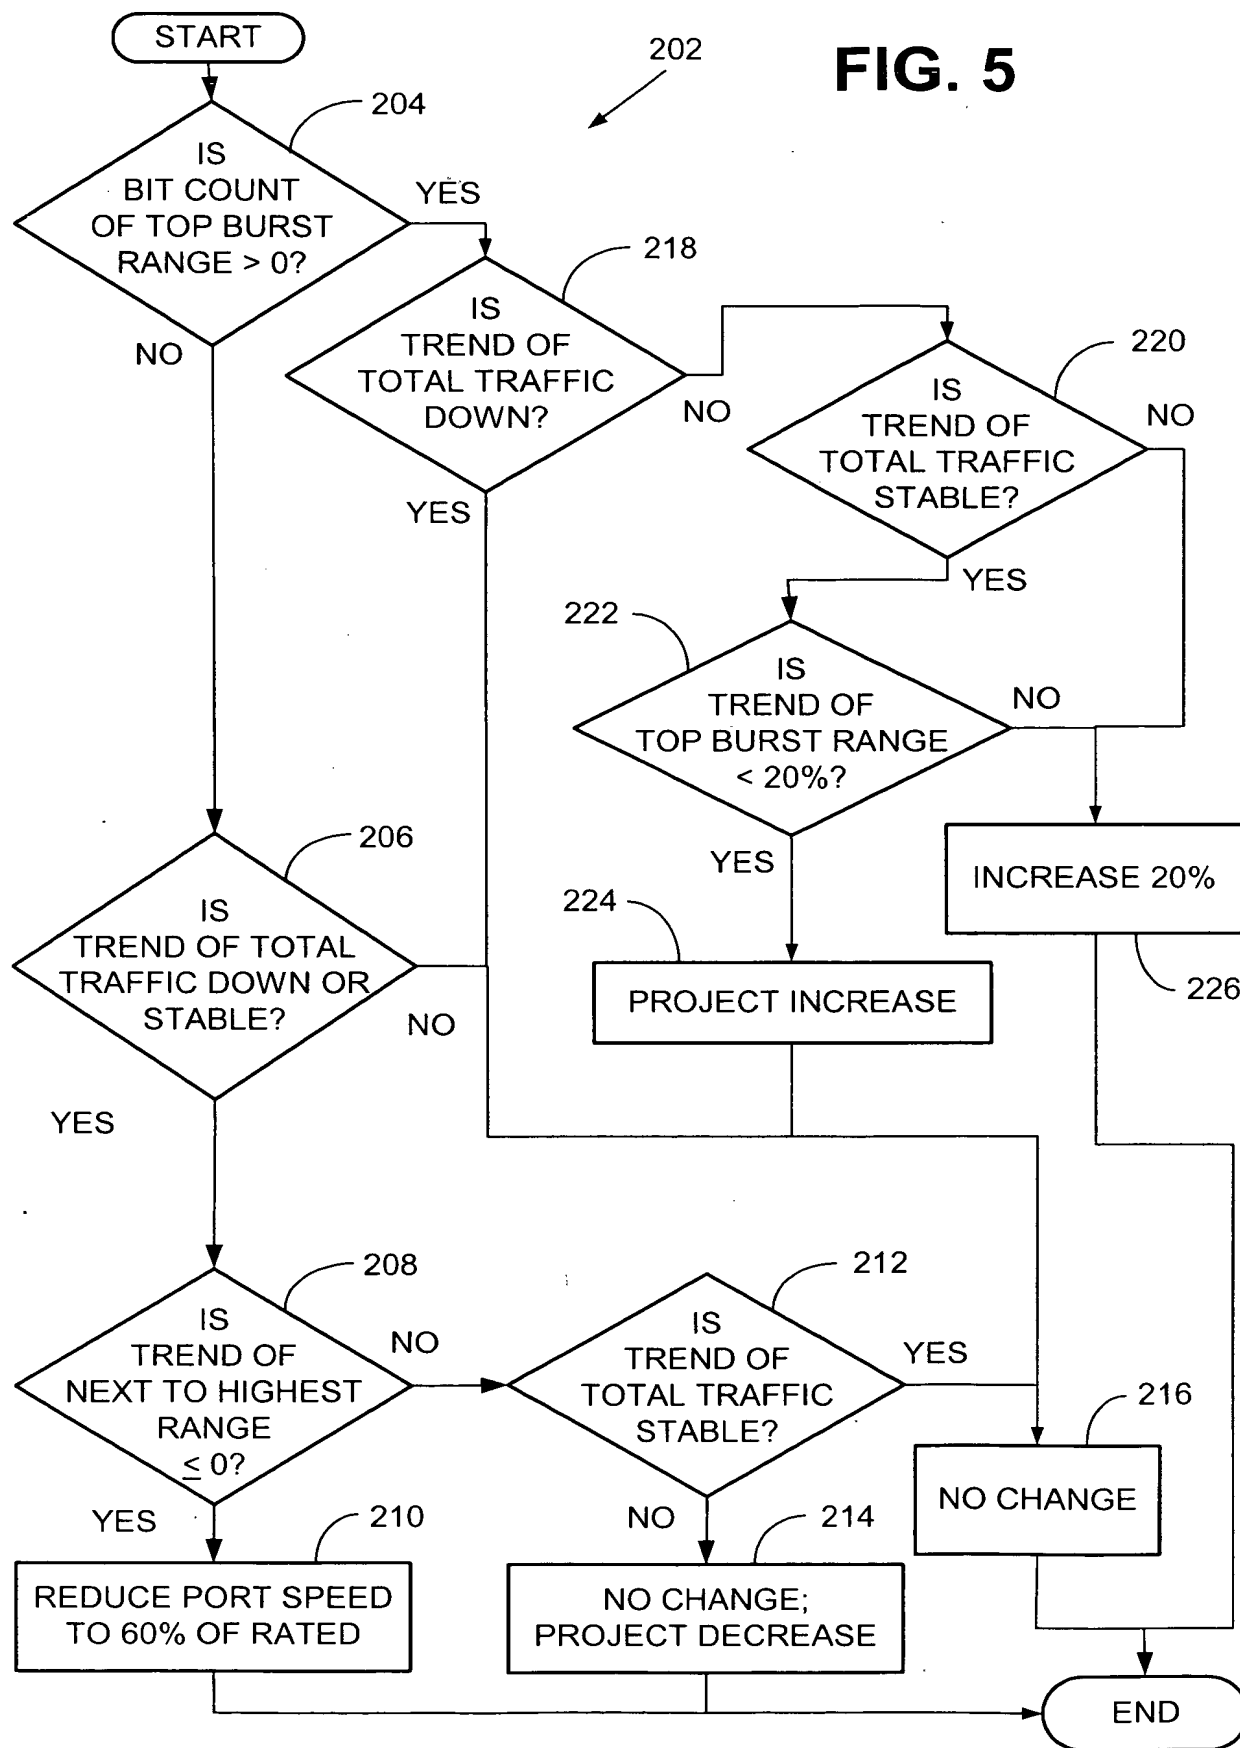 START
202
FIG. 5
204
IS
BIT COUNT
OF TOP BURST
RANGE > 0?
YES
218
NO
IS
TREND OF
TOTAL TRAFFIC
DOWN?
NO
YES
220
IS
TREND OF
TOTAL TRAFFIC
STABLE?
NO
YES
222
IS
TREND OF
TOP BURST RANGE
< 20%?
NO
YES
206
IS
TREND OF TOTAL
TRAFFIC DOWN OR
STABLE?
NO
YES
224
PROJECT INCREASE
INCREASE 20%
226
208
IS
TREND OF
NEXT TO HIGHEST
RANGE
≤ 0?
NO
YES
212
IS
TREND OF
TOTAL TRAFFIC
STABLE?
YES
NO
216
NO CHANGE
210
REDUCE PORT SPEED
TO 60% OF RATED
214
NO CHANGE;
PROJECT DECREASE
END